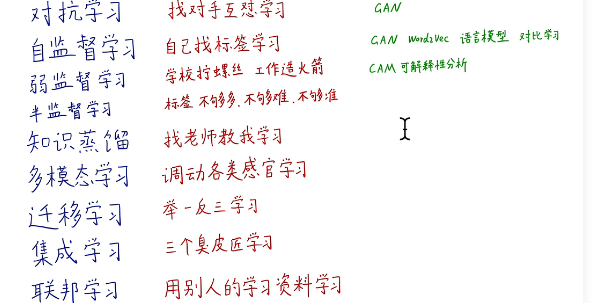 对抗学习 找对手互怼学习 GAN
自监督学习 自己找标签学习 GAN Word2Vec 语言模型 对比学习
弱监督学习 学校拧螺丝 工作造火箭 CAM可解释性分析
半监督学习 标签 不够多、不够难、不够准
知识蒸馏 找老师教我学习
多模态学习 调动各类感官学习
迁移学习 举一反三学习
集成学习 三个臭皮匠学习
联邦学习 用别人的学习资料学习